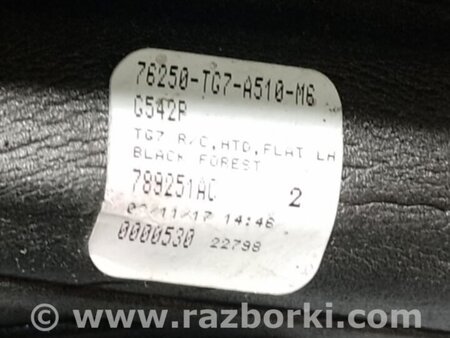 76250-TG7-A510-M6
G542P
TG7 R/C,HTD,FLAT LH
BLACK FOREST
789251AC 2
/11/17 14:46
0000530 22798
www.razborki.com